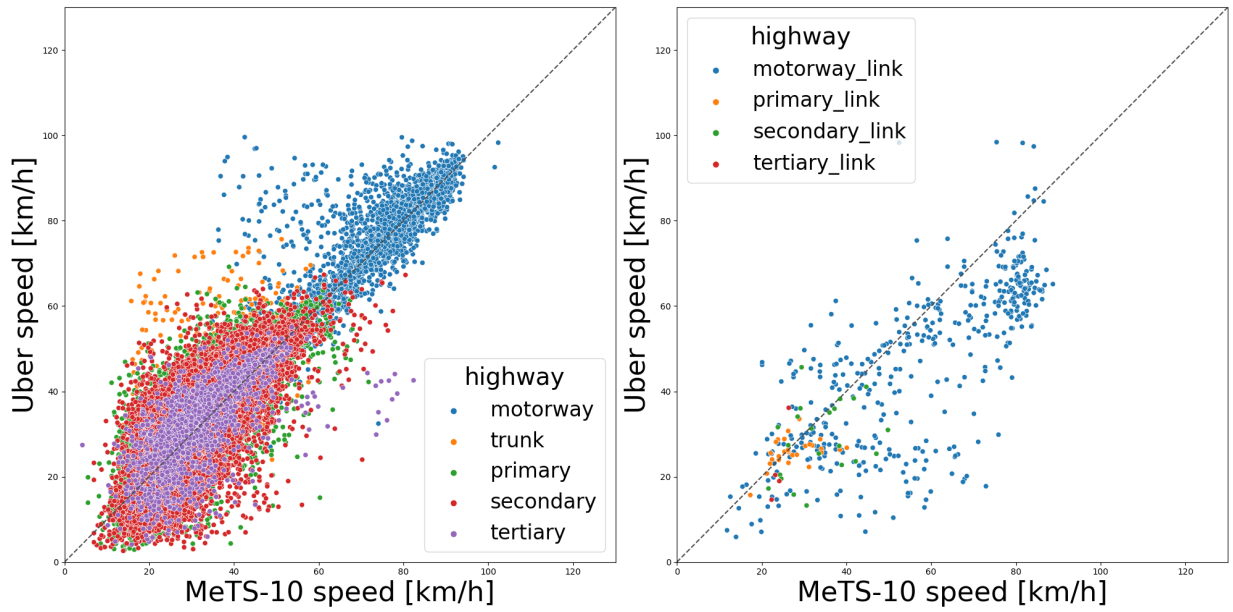 120
100
80
60
40
20
0
Uber speed [km/h]
highway
motorway
trunk
primary
secondary
tertiary
0 20 40 60 80 100 120
MeTS-10 speed [km/h]
120
100
80
60
40
20
0
Uber speed [km/h]
highway
motorway_link
primary_link
secondary_link
tertiary_link
0 20 40 60 80 100 120
MeTS-10 speed [km/h]